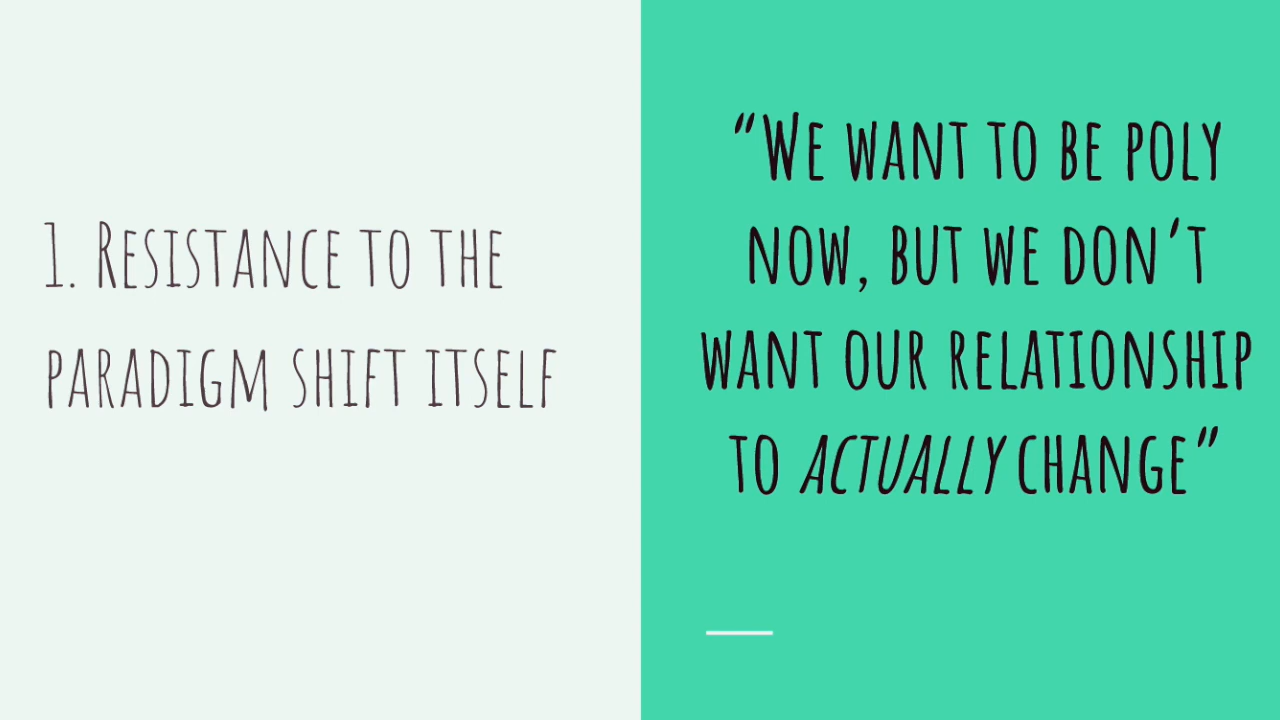 1. Resistance to the
paradigm shift itself
“We want to be poly
now, but we don’t
want our relationship
to actually change”